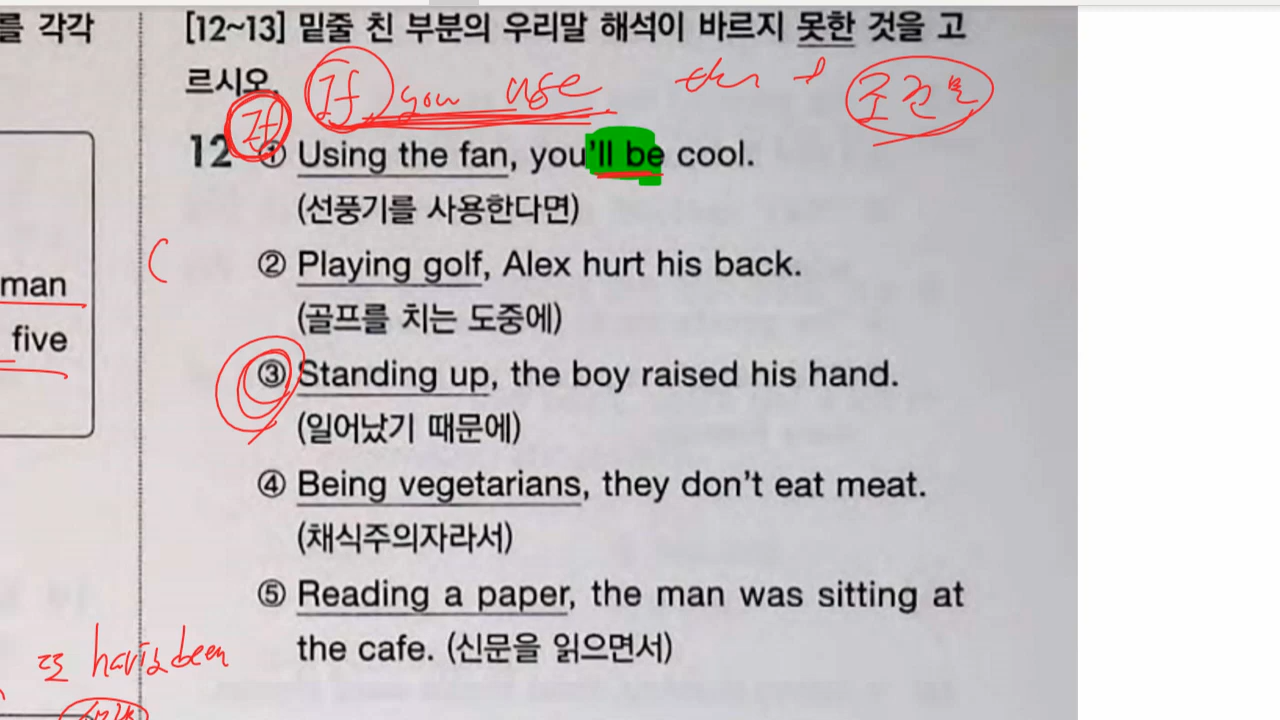 를 각각
[12~13] 밑줄 친 부분의 우리말 해석이 바르지 못한 것을 고
르시오.
If you use
조건을
If
12 ① Using the fan, you'll be cool.
(선풍기를 사용한다면)
② Playing golf, Alex hurt his back.
man
(골프를 치는 도중에)
five
③ Standing up, the boy raised his hand.
(일어났기 때문에)
④ Being vegetarians, they don't eat meat.
(채식주의자라서)
⑤ Reading a paper, the man was sitting at
the cafe. (신문을 읽으면서)
been